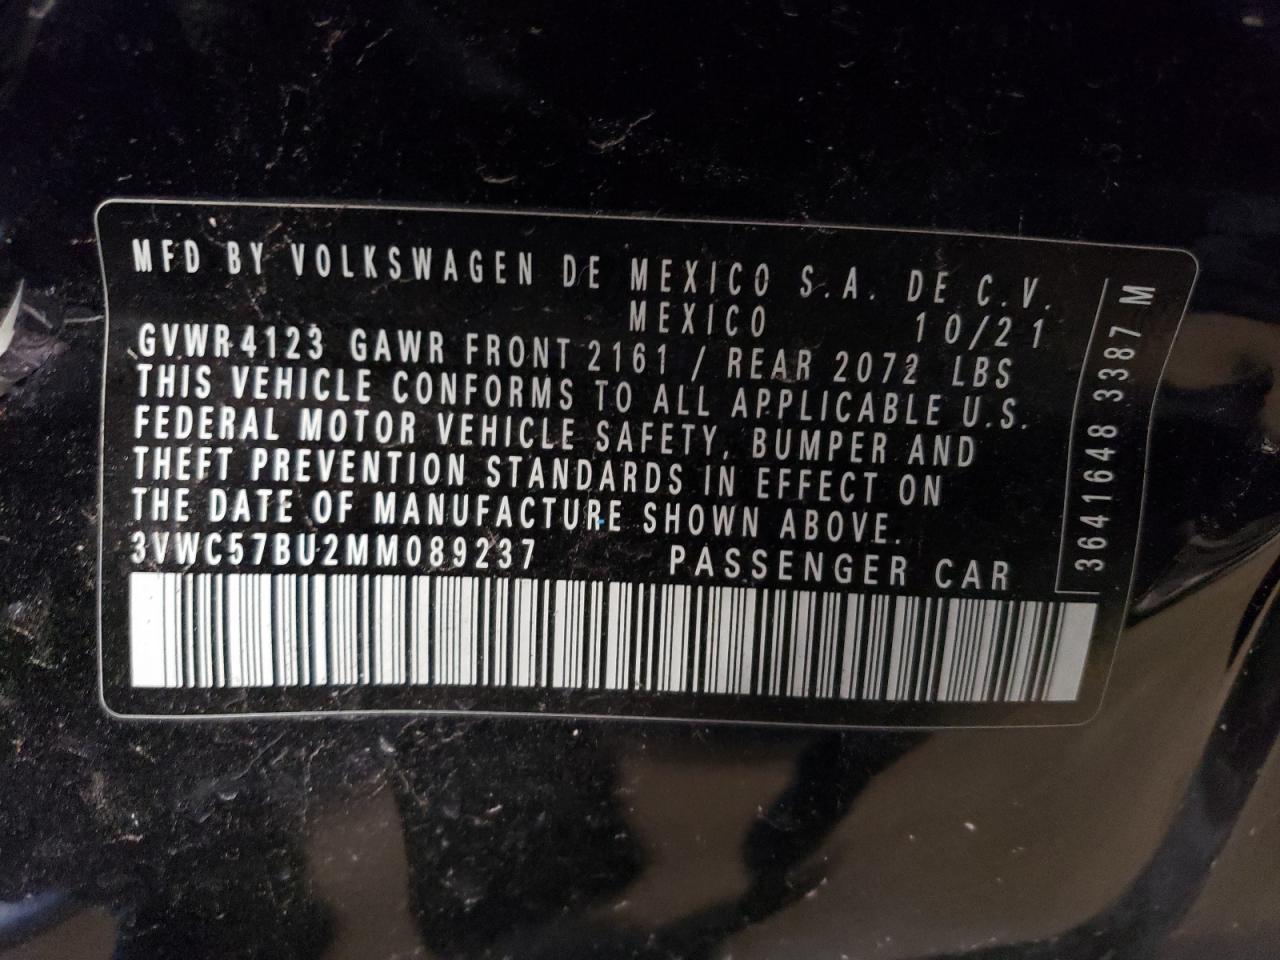 MFD BY VOLKSWAGEN DE MEXICO S.A. DE C.V.
MEXICO 10/21
GVWR 4123 GAWR FRONT 2161 / REAR 2072 LBS
THIS VEHICLE CONFORMS TO ALL APPLICABLE U.S.
FEDERAL MOTOR VEHICLE SAFETY, BUMPER AND
THEFT PREVENTION STANDARDS IN EFFECT ON
THE DATE OF MANUFACTURE SHOWN ABOVE.
3VWC57BU2MM089237 PASSENGER CAR
3641648 3387 M